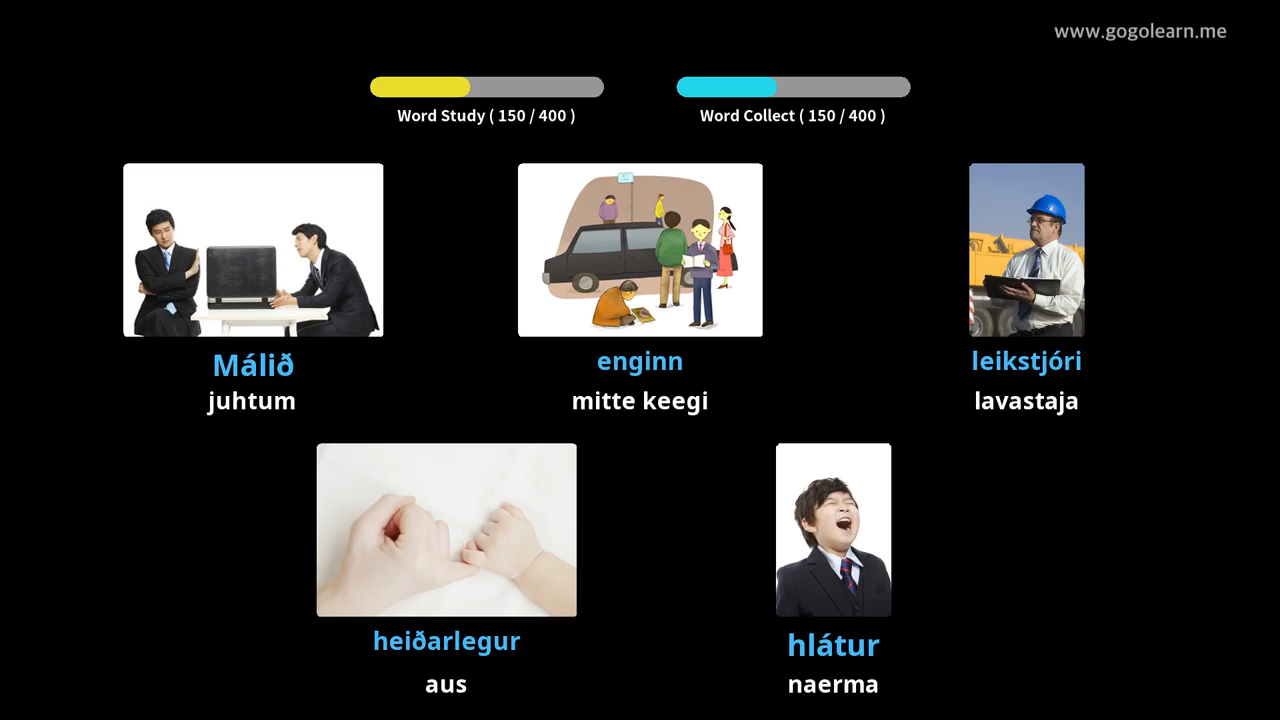 www.gogolearn.me
Word Study ( 150 / 400 )
Word Collect ( 150 / 400 )
Málið
juhtum
enginn
mitte keegi
leikstjóri
lavastaja
heiðarlegur
aus
hlátur
naerma